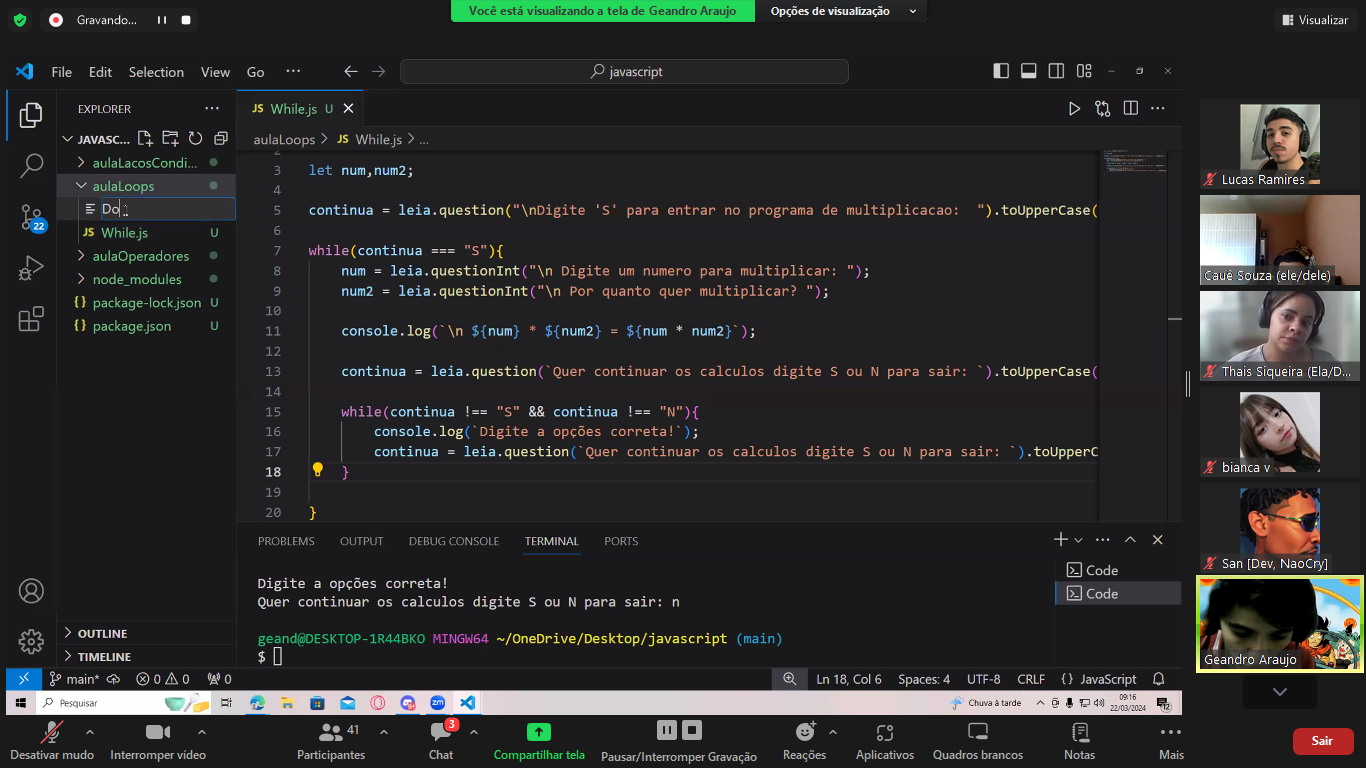 Gravando...
Você está visualizando a tela de Geandro Araujo
Opções de visualização
Visualizar
File Edit Selection View Go ...
javascript
EXPLORER
JAVASC...
aulaLacosCondi...
aulaLoops
Do
JS While.js U
aulaOperadores
node_modules
{} package-lock.json U
{} package.json U
OUTLINE
TIMELINE
22
JS While.js U
aulaLoops > JS While.js > ...
2
3 let num,num2;
4
5 continua = leia.question("\nDigite 'S' para entrar no programa de multiplicacao:  ").toUpperCase(
6
7 while(continua === "S"){
8 num = leia.questionInt("\n Digite um numero para multiplicar: ");
9 num2 = leia.questionInt("\n Por quanto quer multiplicar? ");
10
11 console.log(`\n ${num} * ${num2} = ${num * num2}`);
12
13 continua = leia.question(`Quer continuar os calculos digite S ou N para sair: `).toUpperCase(
14
15 while(continua !== "S" && continua !== "N"){
16 console.log(`Digite a opções correta!`);
17 continua = leia.question(`Quer continuar os calculos digite S ou N para sair: `).toUpperC
18 }
19
20 }
PROBLEMS OUTPUT DEBUG CONSOLE TERMINAL PORTS
Code
Code
Digite a opções correta!
Quer continuar os calculos digite S ou N para sair: n
geand@DESKTOP-1R44BKO MINGW64 ~/OneDrive/Desktop/javascript (main)
$
main* 0 0 0
Ln 18, Col 6 Spaces: 4 UTF-8 CRLF {} JavaScript
Pesquisar
zm
Chuva à tarde
09:16
22/03/2024
12
Lucas Ramires
Cauê Souza (ele/dele)
Thais Siqueira (Ela/D...
bianca v
San [Dev, NaoCry]
Geandro Araujo
Desativar mudo
Interromper vídeo
Participantes 41
Chat 3
Compartilhar tela
Pausar/Interromper Gravação
Reações
Aplicativos
Quadros brancos
Notas
Mais
Sair